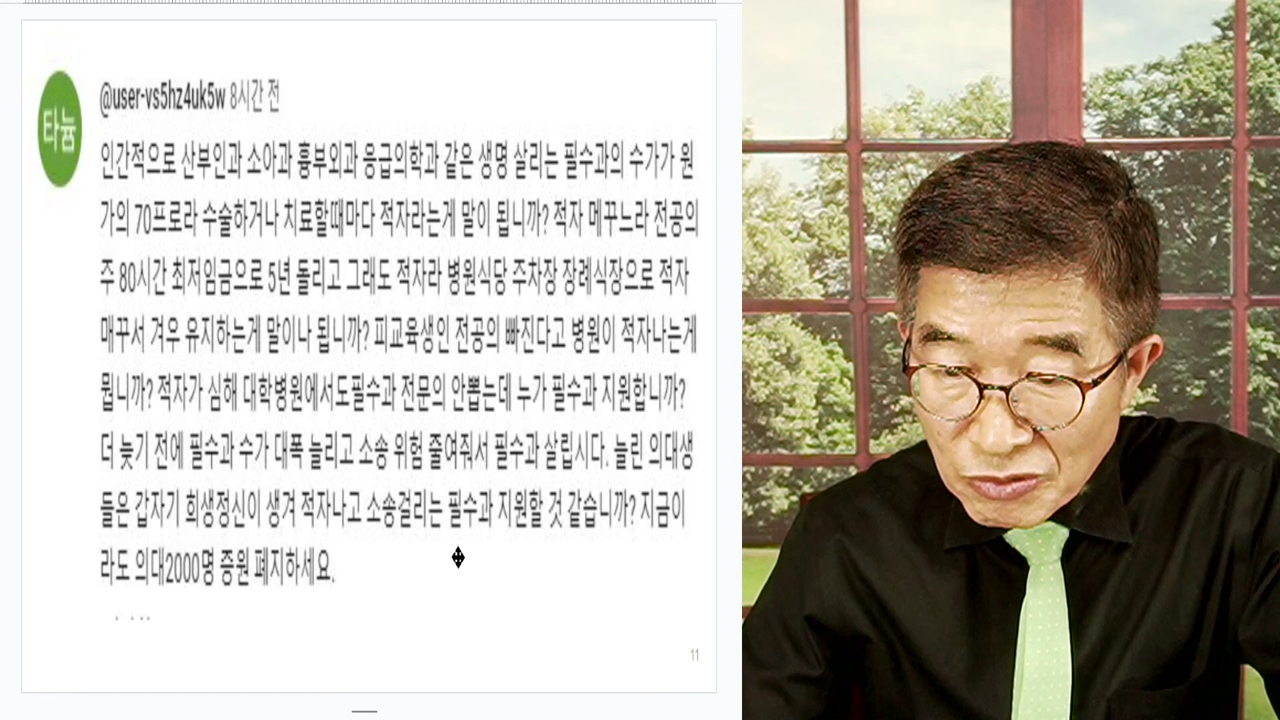 타늄
@user-vs5hz4uk5w 8시간 전
인간적으로 산부인과 소아과 흉부외과 응급의학과 같은 생명 살리는 필수과의 수가가 원
가의 70프로라 수술하거나 치료할때마다 적자라는게 말이 됩니까? 적자 메꾸느라 전공의
주 80시간 최저임금으로 5년 돌리고 그래도 적자라 병원식당 주차장 장례식장으로 적자
매꾸서 겨우 유지하는게 말이나 됩니까? 피교육생인 전공의 빠진다고 병원이 적자나는게
뭡니까? 적자가 심해 대학병원에서도필수과 전문의 안뽑는데 누가 필수과 지원합니까?
더 늦기 전에 필수과 수가 대폭 늘리고 소송 위험 줄여줘서 필수과 살립시다. 늘린 의대생
들은 갑자기 희생정신이 생겨 적자나고 소송걸리는 필수과 지원할 것 같습니까? 지금이
라도 의대2000명 증원 폐지하세요.
11